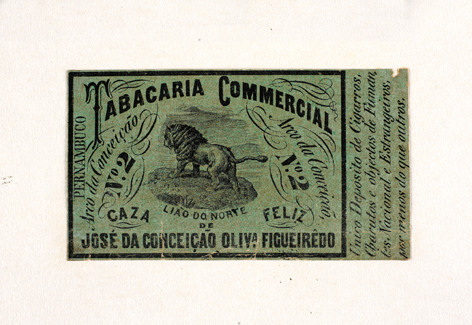 PERNAMBUCO
TABACARIA COMMERCIAL
Arco da Conceição
Nº 2
Arco da Conceição
Nº 2
LIÃO DO NORTE
CAZA FELIZ
DE
JOSÉ DA CONCEIÇÃO OLIVA FIGUEIRÊDO
Unico Deposito de Cigarros,
Charutos e objectos de Fumar,
Es, Nacional e Estrangeiros,
por menos do que outros.